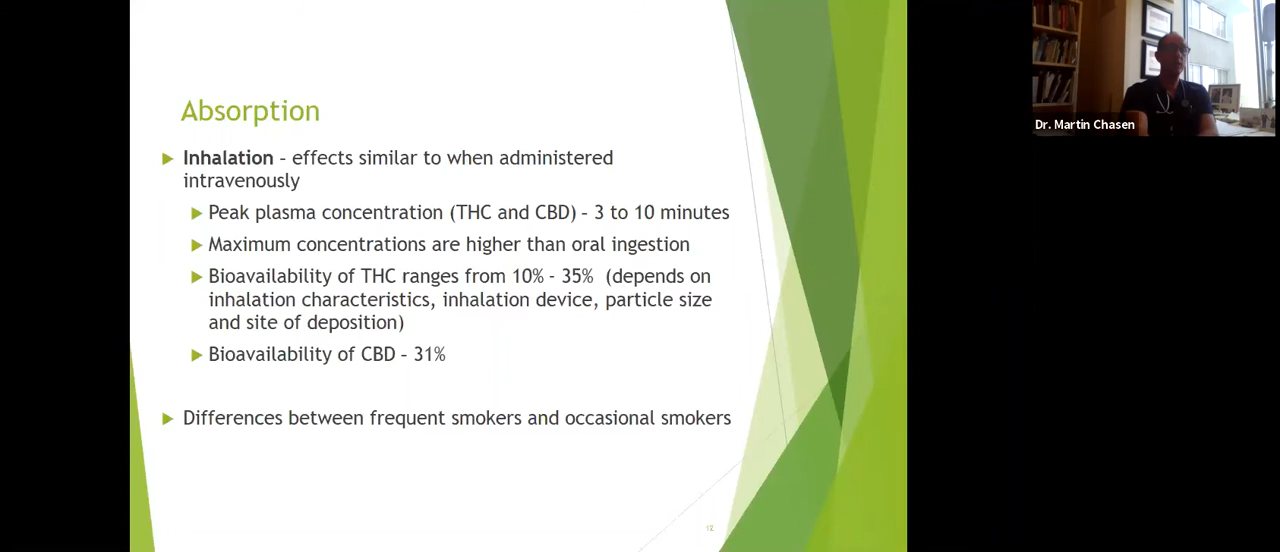 Absorption
Inhalation – effects similar to when administered
intravenously
Peak plasma concentration (THC and CBD) – 3 to 10 minutes
Maximum concentrations are higher than oral ingestion
Bioavailability of THC ranges from 10% - 35% (depends on
inhalation characteristics, inhalation device, particle size
and site of deposition)
Bioavailability of CBD – 31%
Differences between frequent smokers and occasional smokers
12
Dr. Martin Chasen